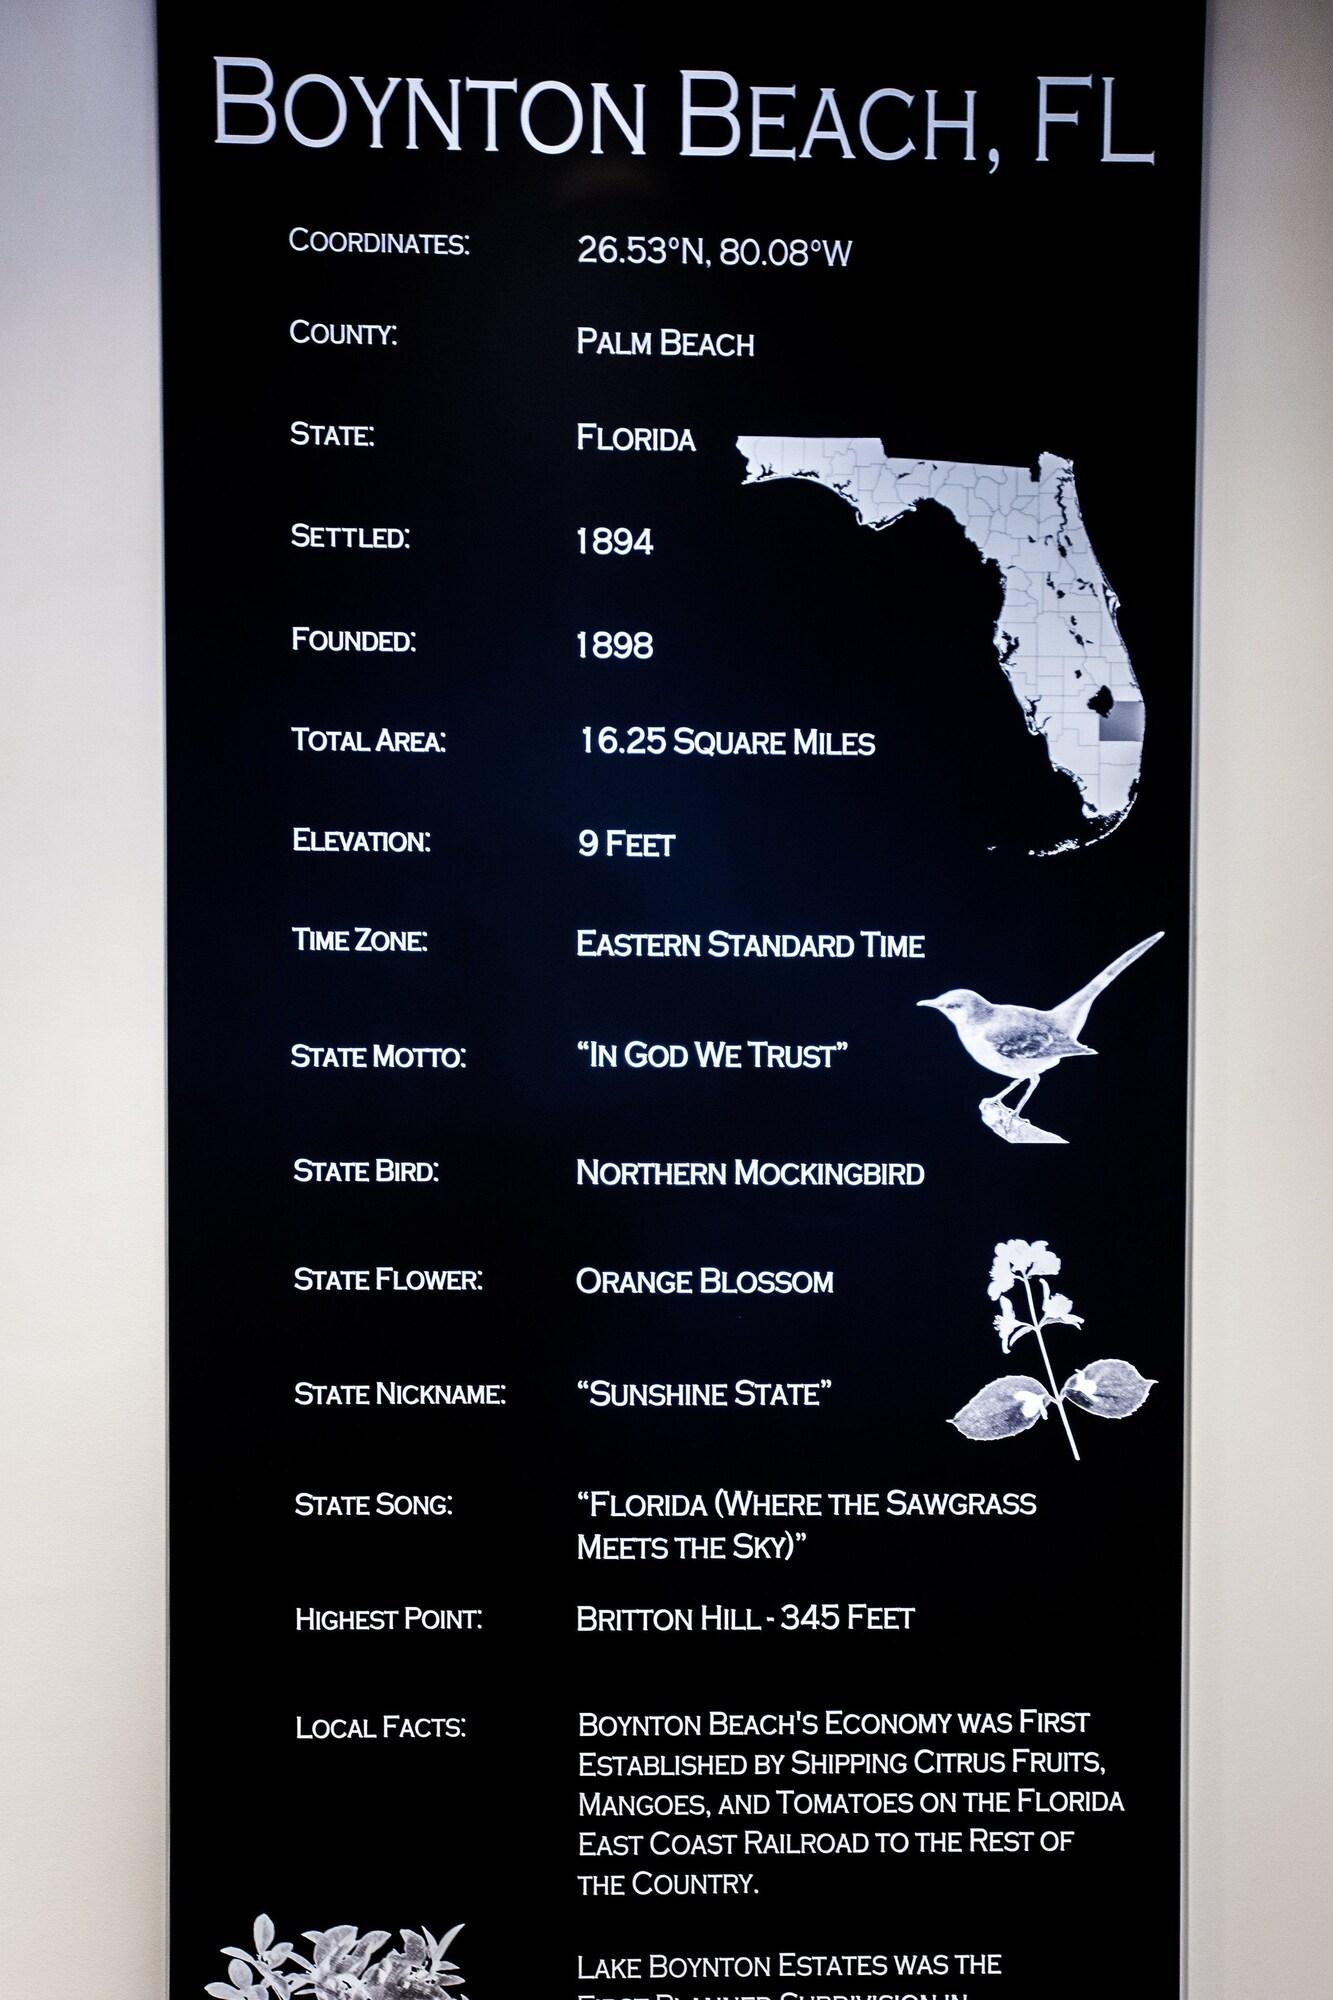 BOYNTON BEACH, FL
COORDINATES: 26.53°N, 80.08°W
COUNTY: PALM BEACH
STATE: FLORIDA
SETTLED: 1894
FOUNDED: 1898
TOTAL AREA: 16.25 SQUARE MILES
ELEVATION: 9 FEET
TIME ZONE: EASTERN STANDARD TIME
STATE MOTTO: “IN GOD WE TRUST”
STATE BIRD: NORTHERN MOCKINGBIRD
STATE FLOWER: ORANGE BLOSSOM
STATE NICKNAME: “SUNSHINE STATE”
STATE SONG: “FLORIDA (WHERE THE SAWGRASS
MEETS THE SKY)”
HIGHEST POINT: BRITTON HILL - 345 FEET
LOCAL FACTS: BOYNTON BEACH'S ECONOMY WAS FIRST
ESTABLISHED BY SHIPPING CITRUS FRUITS,
MANGOES, AND TOMATOES ON THE FLORIDA
EAST COAST RAILROAD TO THE REST OF
THE COUNTRY.
LAKE BOYNTON ESTATES WAS THE
FIRST PLANNED SUBDIVISION IN